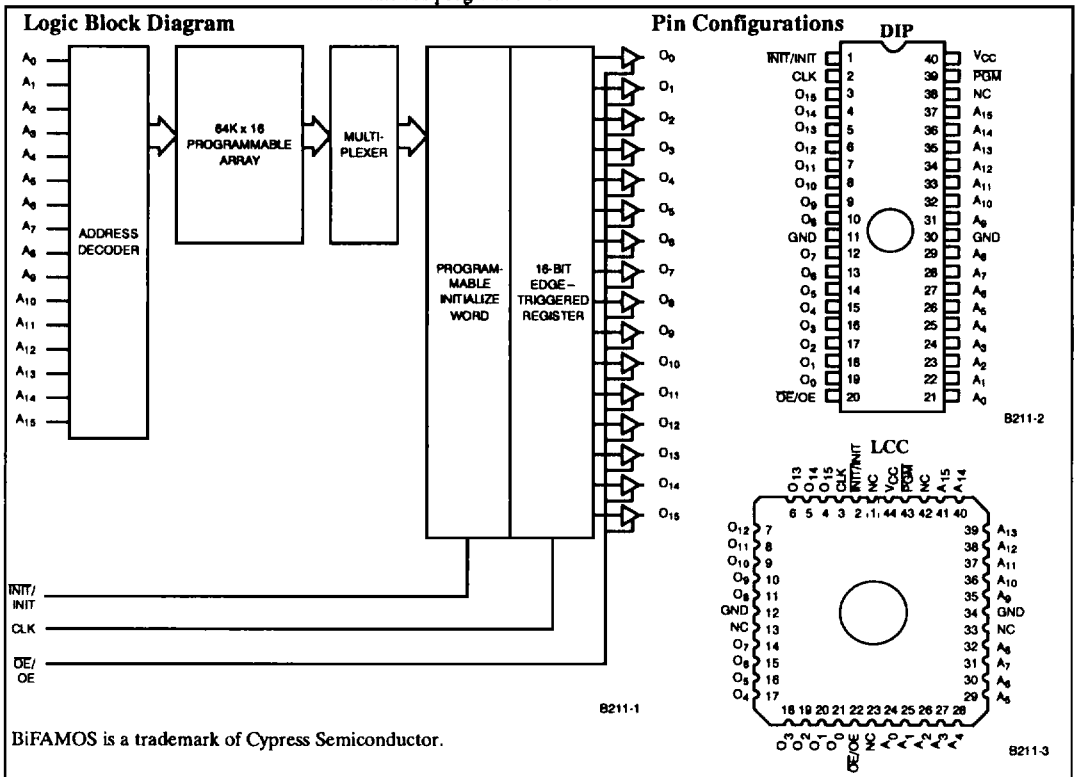 Logic Block Diagram
A0
A1
A2
A3
A4
A5
A6
A7
A8
A9
A10
A11
A12
A13
A14
A15
ADDRESS
DECODER
64K x 16
PROGRAMMABLE
ARRAY
MULTI-
PLEXER
PROGRAM-
MABLE
INITIALIZE
WORD
16-BIT
EDGE-
TRIGGERED
REGISTER
O0
O1
O2
O3
O4
O5
O6
O7
O8
O9
O10
O11
O12
O13
O14
O15
INIT/
INIT
CLK
OE/
OE
B211-1
BiFAMOS is a trademark of Cypress Semiconductor.
Pin Configurations
DIP
INIT/INIT 1 40 VCC
CLK 2 39 PGM
O15 3 38 NC
O14 4 37 A15
O13 5 36 A14
O12 6 35 A13
O11 7 34 A12
O10 8 33 A11
O9 9 32 A10
O8 10 31 A9
GND 11 30 GND
O7 12 29 A8
O6 13 28 A7
O5 14 27 A6
O4 15 26 A5
O3 16 25 A4
O2 17 24 A3
O1 18 23 A2
O0 19 22 A1
OE/OE 20 21 A0
B211-2
LCC
O13 O14 O15 CLK INIT/INIT NC VCC PGM NC A15 A14
6 5 4 3 2 1 44 43 42 41 40
O12 7 39 A13
O11 8 38 A12
O10 9 37 A11
O9 10 36 A10
O8 11 35 A9
GND 12 34 GND
NC 13 33 NC
O7 14 32 A8
O6 15 31 A7
O5 16 30 A6
O4 17 29 A5
18 19 20 21 22 23 24 25 26 27 28
O3 O2 O1 O0 OE/OE NC A0 A1 A2 A3 A4
B211-3